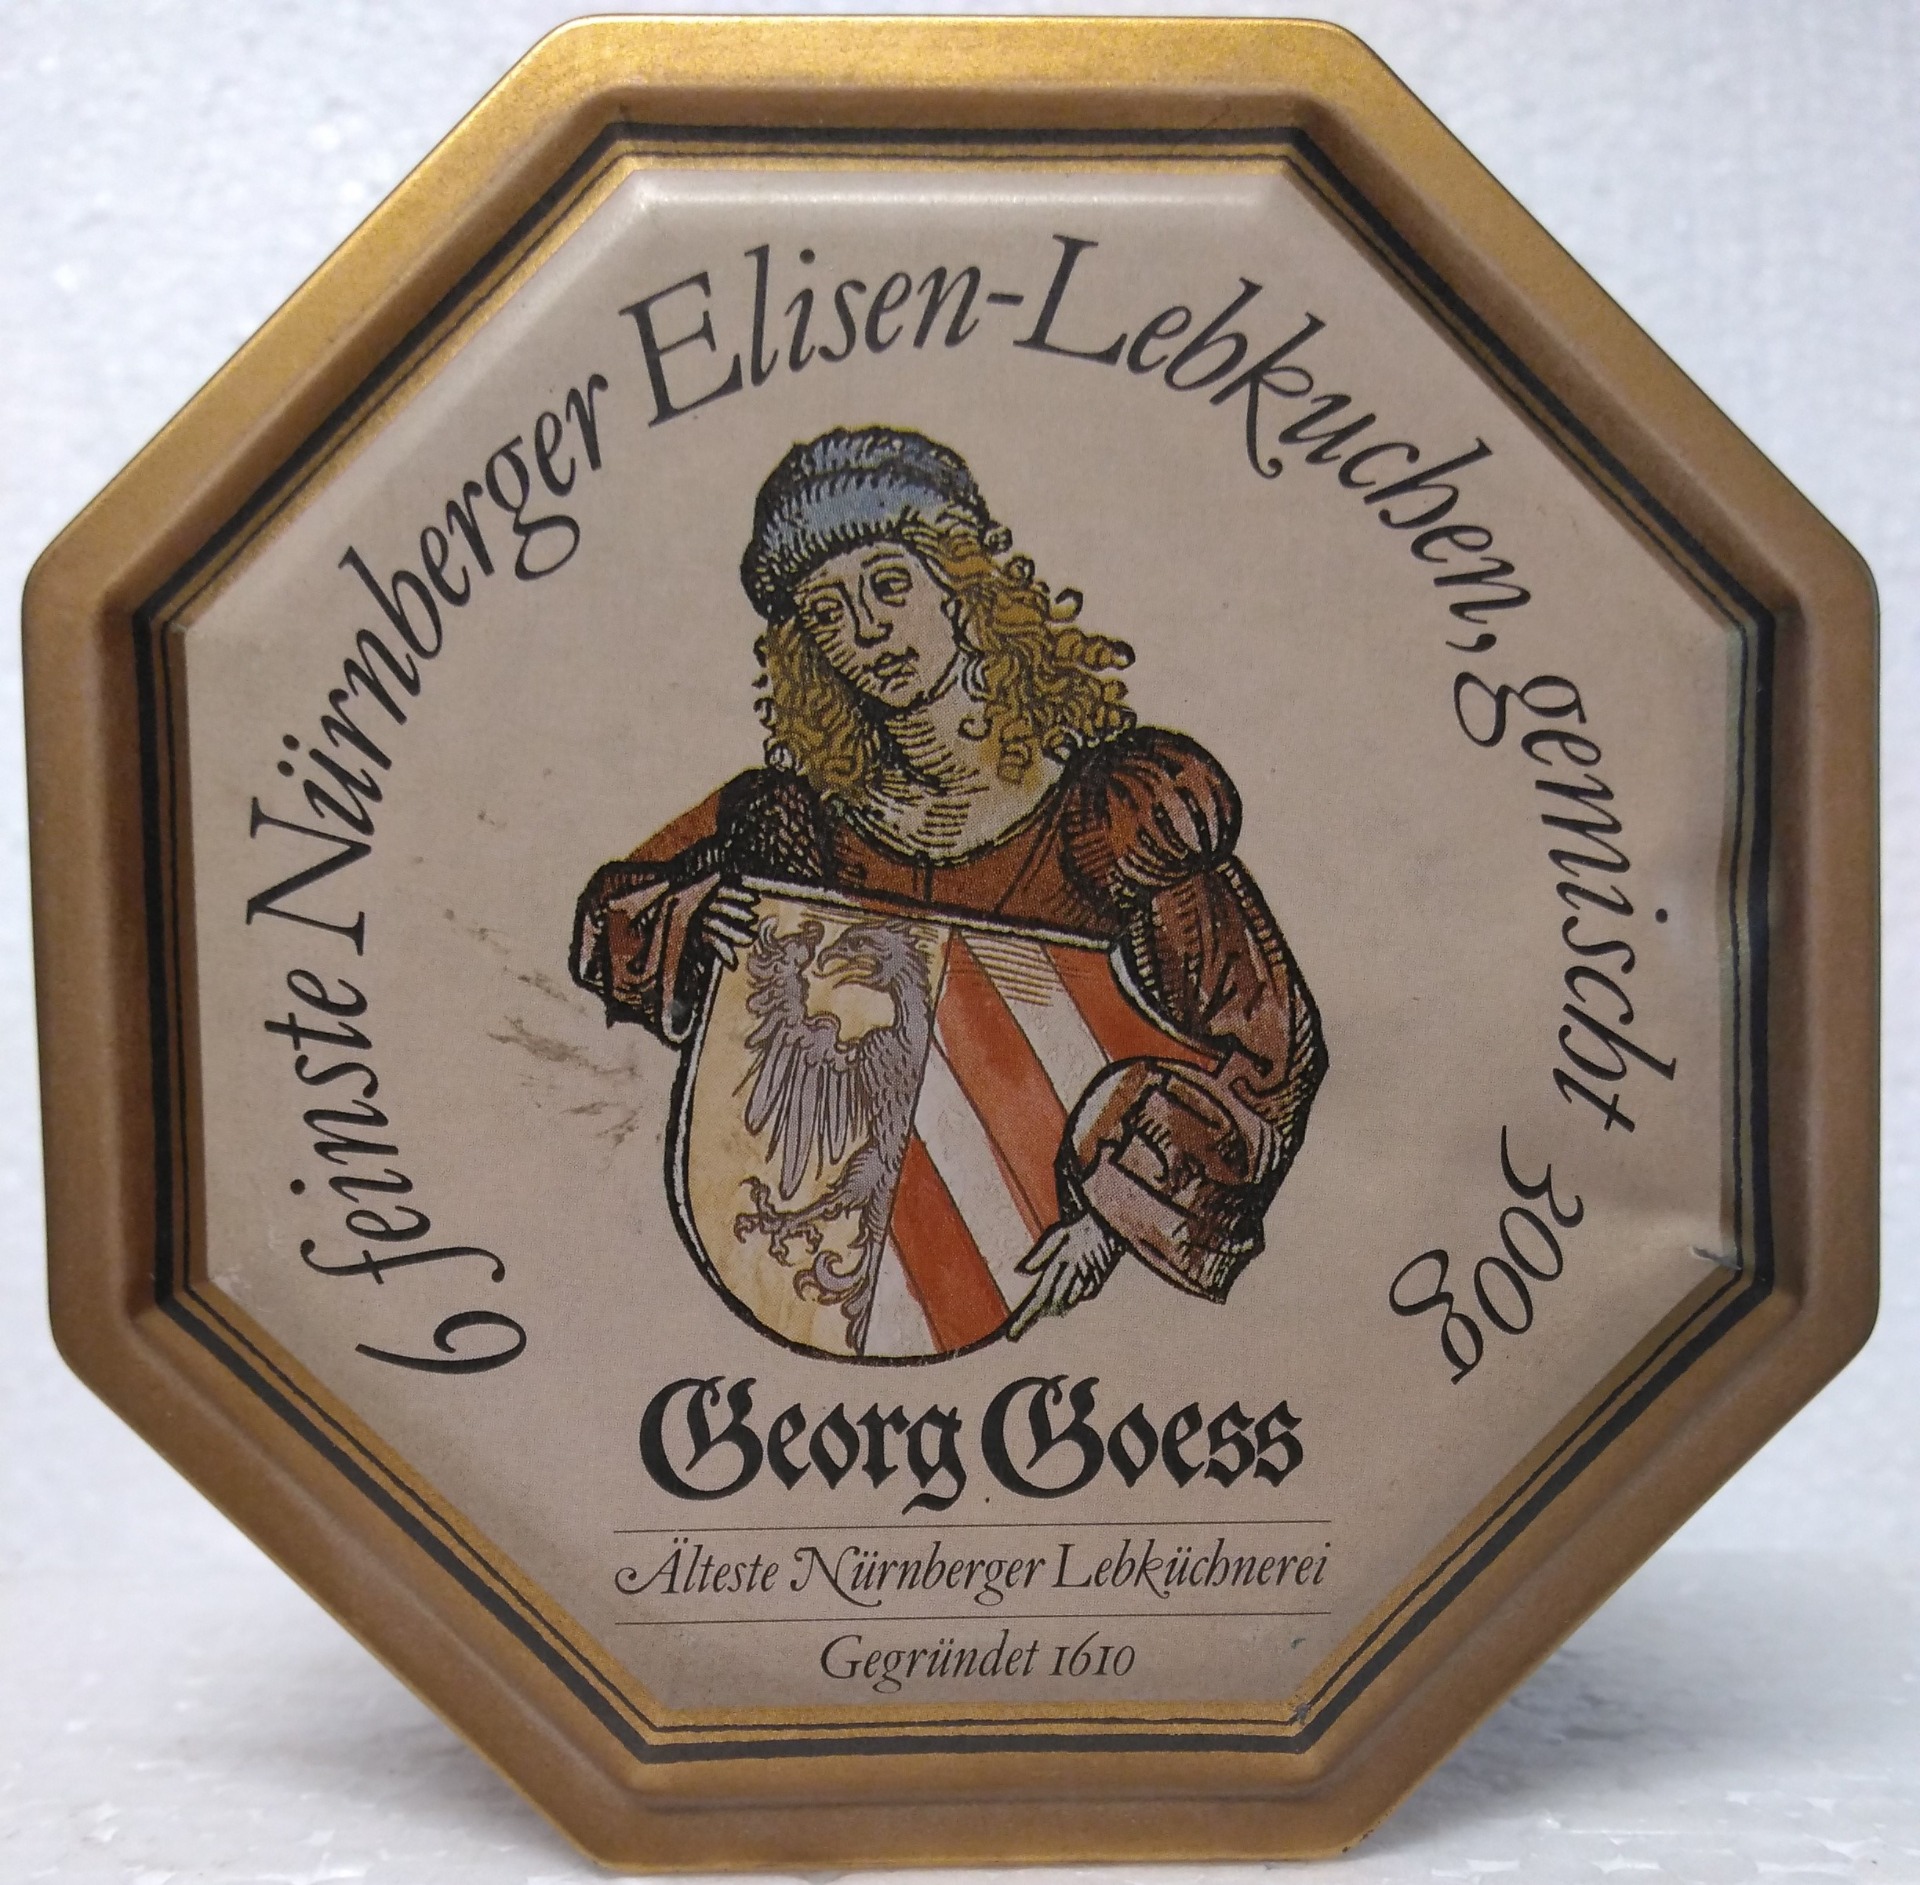 6 feinste Nürnberger Elisen-Lebkuchen, gemischt 300g
Georg Goess
Älteste Nürnberger Lebküchnerei
Gegründet 1610